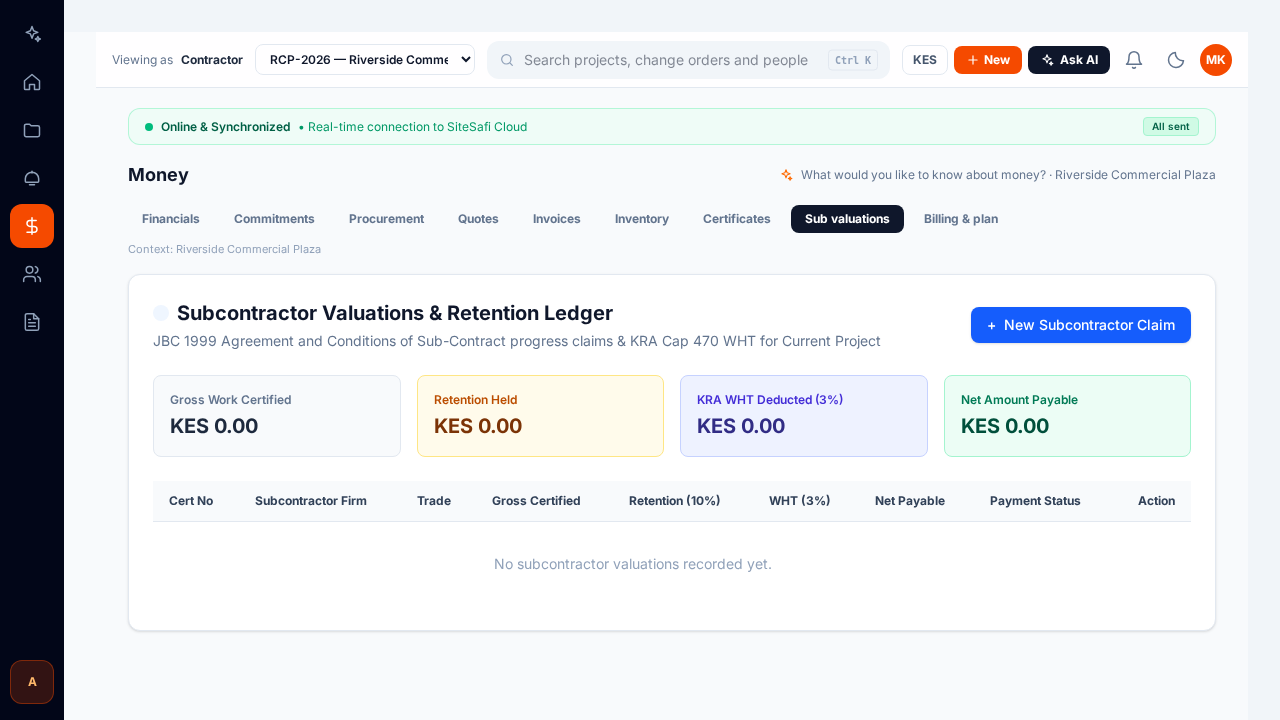 Viewing as Contractor
RCP-2026 — Riverside Comme
Search projects, change orders and people
Ctrl K
KES
+ New
Ask AI
MK
Online & Synchronized • Real-time connection to SiteSafi Cloud
All sent
Money
What would you like to know about money? · Riverside Commercial Plaza
Financials
Commitments
Procurement
Quotes
Invoices
Inventory
Certificates
Sub valuations
Billing & plan
Context: Riverside Commercial Plaza
Subcontractor Valuations & Retention Ledger
JBC 1999 Agreement and Conditions of Sub-Contract progress claims & KRA Cap 470 WHT for Current Project
+ New Subcontractor Claim
Gross Work Certified
KES 0.00
Retention Held
KES 0.00
KRA WHT Deducted (3%)
KES 0.00
Net Amount Payable
KES 0.00
Cert No
Subcontractor Firm
Trade
Gross Certified
Retention (10%)
WHT (3%)
Net Payable
Payment Status
Action
No subcontractor valuations recorded yet.
A